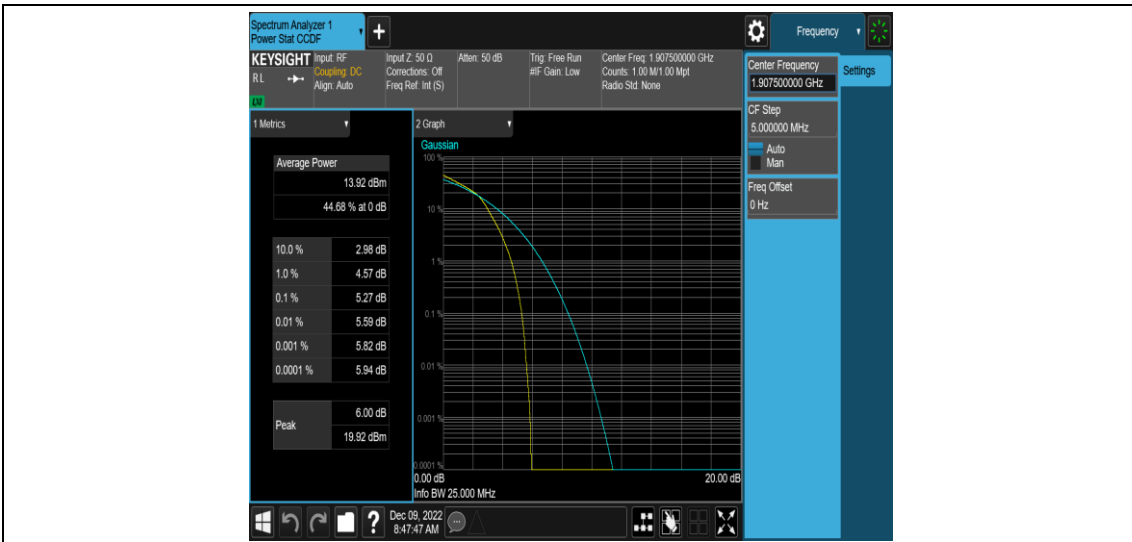 Spectrum Analyzer 1
Power Stat CCDF
+
Frequency
KEYSIGHT
RL
LXI
Input: RF
Coupling: DC
Align: Auto
Input Z: 50 Ω
Corrections: Off
Freq Ref: Int (S)
Atten: 50 dB
Trig: Free Run
#IF Gain: Low
Center Freq: 1.907500000 GHz
Counts: 1.00 M/1.00 Mpt
Radio Std: None
Center Frequency
1.907500000 GHz
Settings
CF Step
5.000000 MHz
Auto
Man
Freq Offset
0 Hz
1 Metrics
Average Power
13.92 dBm
44.68 % at 0 dB
10.0 % 2.98 dB
1.0 % 4.57 dB
0.1 % 5.27 dB
0.01 % 5.59 dB
0.001 % 5.82 dB
0.0001 % 5.94 dB
Peak
6.00 dB
19.92 dBm
2 Graph
Gaussian
100 %
10 %
1 %
0.1 %
0.01 %
0.001 %
0.0001 %
0.00 dB 20.00 dB
Info BW 25.000 MHz
?
Dec 09, 2022
8:47:47 AM